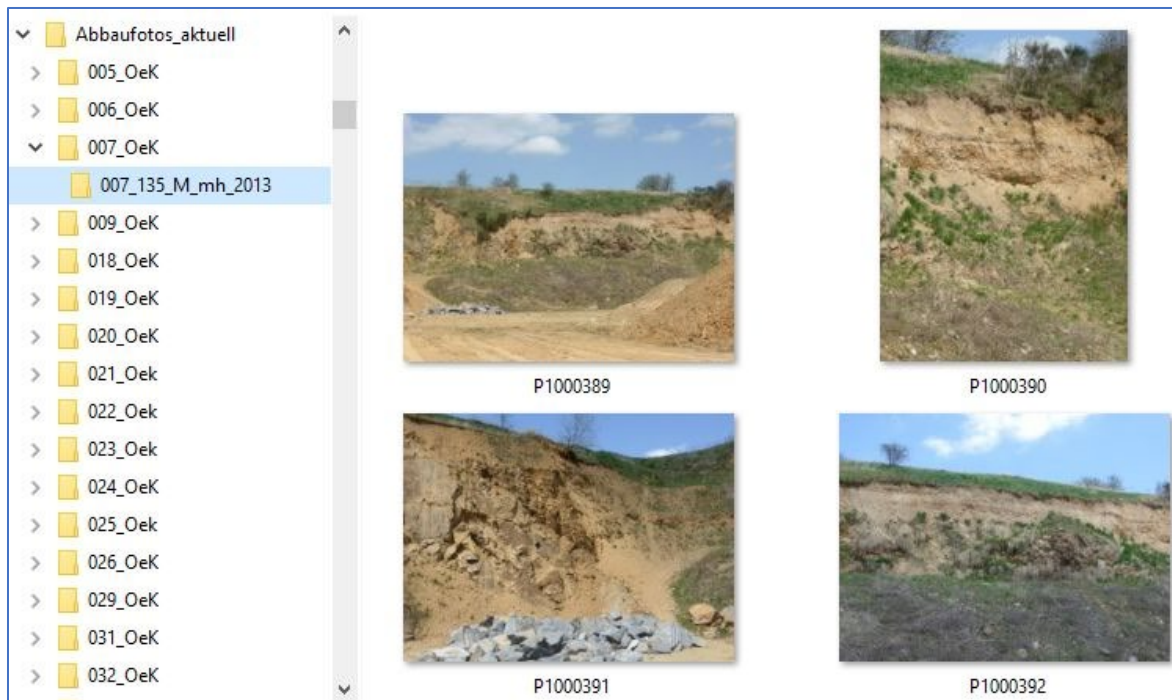 Abbaufotos_aktuell
005_OeK
006_OeK
007_OeK
007_135_M_mh_2013
009_OeK
018_OeK
019_OeK
020_OeK
021_Oek
022_Oek
023_Oek
024_OeK
025_Oek
026_OeK
029_OeK
031_OeK
032_OeK
P1000389
P1000390
P1000391
P1000392